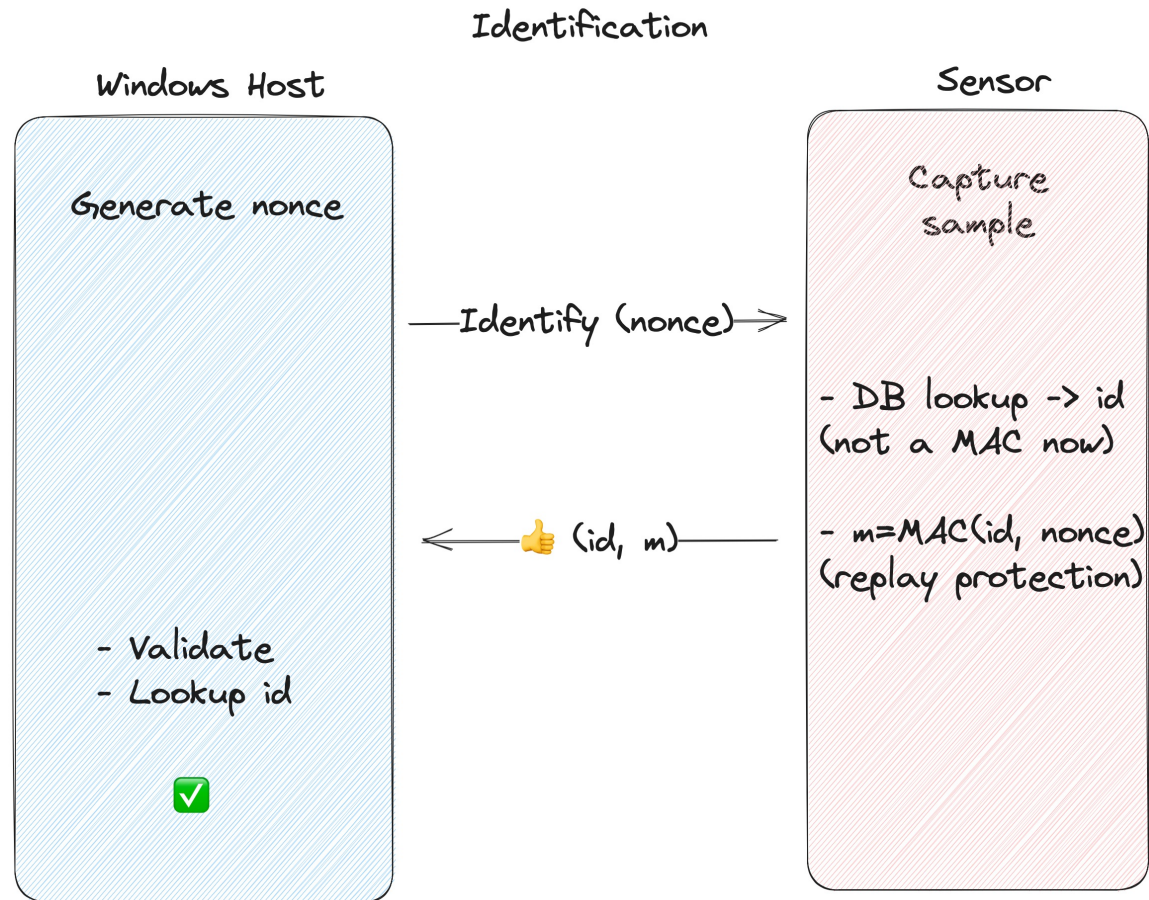 Identification
Windows Host
Sensor
Generate nonce
Capture
sample
Identify (nonce)
- DB lookup -> id
(not a MAC now)
👍 (id, m)
- m=MAC(id, nonce)
(replay protection)
- Validate
- Lookup id
✅